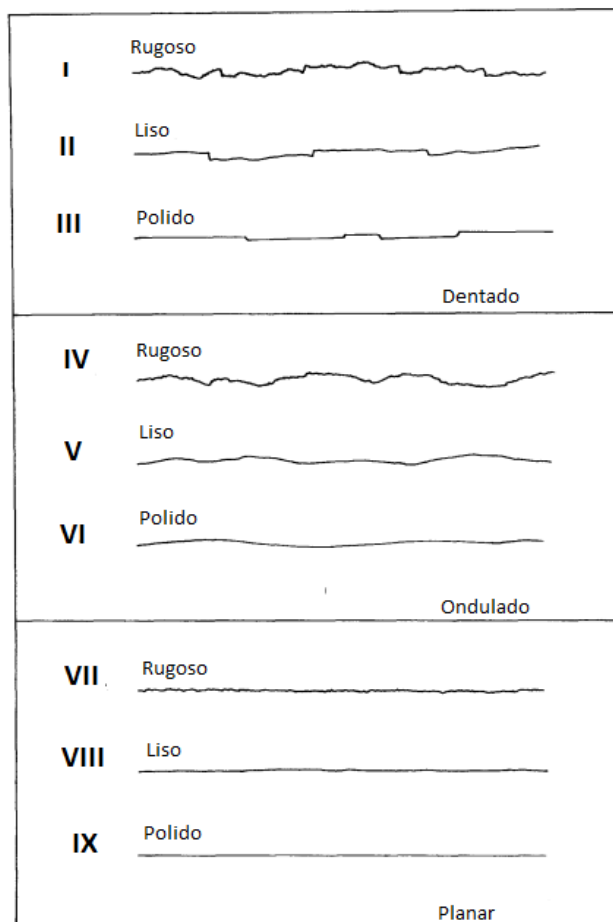 Rugoso
I
Liso
II
Polido
III
Dentado
Rugoso
IV
Liso
V
Polido
VI
Ondulado
Rugoso
VII
Liso
VIII
Polido
IX
Planar